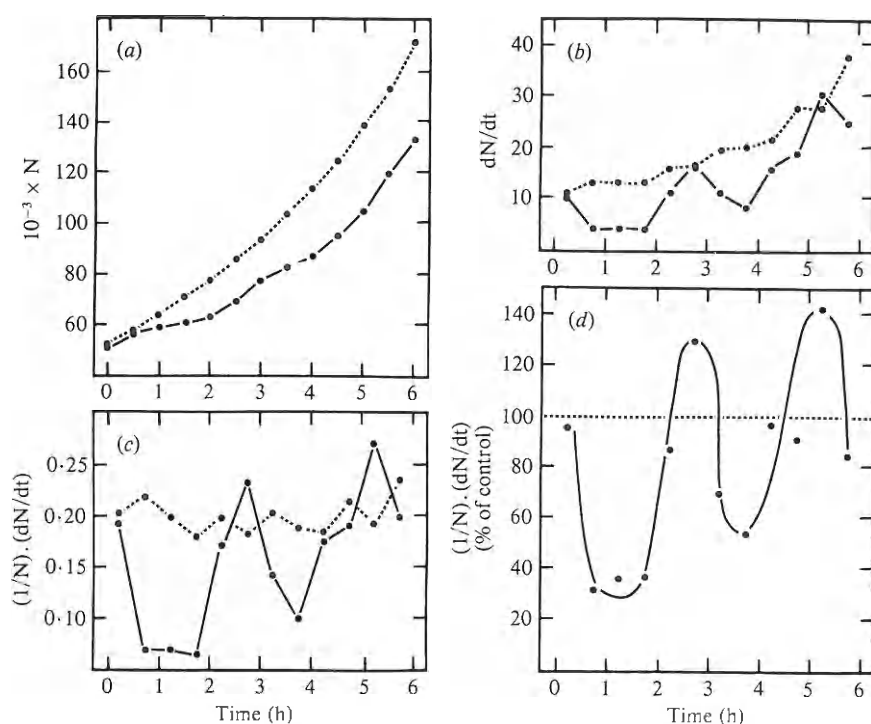 (a)
160
140
120
100
80
60
10⁻³ × N
0 1 2 3 4 5 6
(b)
40
30
20
10
dN/dt
0 1 2 3 4 5 6
(c)
0·25
0·20
0·15
0·10
(1/N).(dN/dt)
0 1 2 3 4 5 6
Time (h)
(d)
140
120
100
80
60
40
20
(1/N).(dN/dt)
(% of control)
0 1 2 3 4 5 6
Time (h)